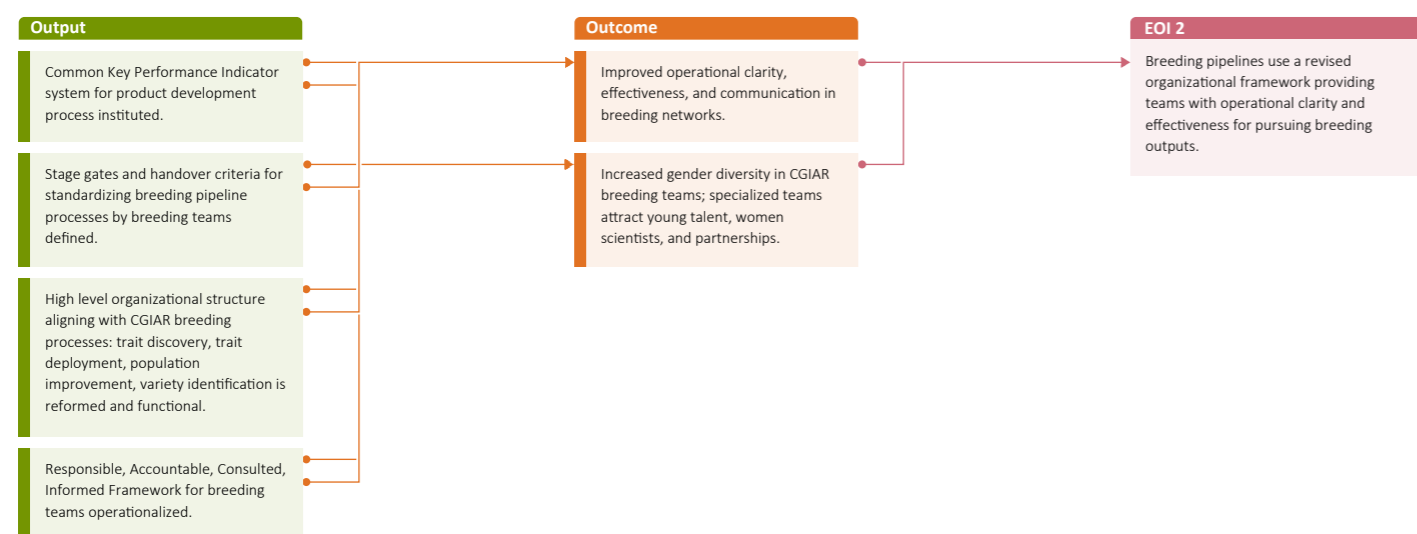 Output
Common Key Performance Indicator
system for product development
process instituted.
Stage gates and handover criteria for
standardizing breeding pipeline
processes by breeding teams
defined.
High level organizational structure
aligning with CGIAR breeding
processes: trait discovery, trait
deployment, population
improvement, variety identification is
reformed and functional.
Responsible, Accountable, Consulted,
Informed Framework for breeding
teams operationalized.
Outcome
Improved operational clarity,
effectiveness, and communication in
breeding networks.
Increased gender diversity in CGIAR
breeding teams; specialized teams
attract young talent, women
scientists, and partnerships.
EOI 2
Breeding pipelines use a revised
organizational framework providing
teams with operational clarity and
effectiveness for pursuing breeding
outputs.